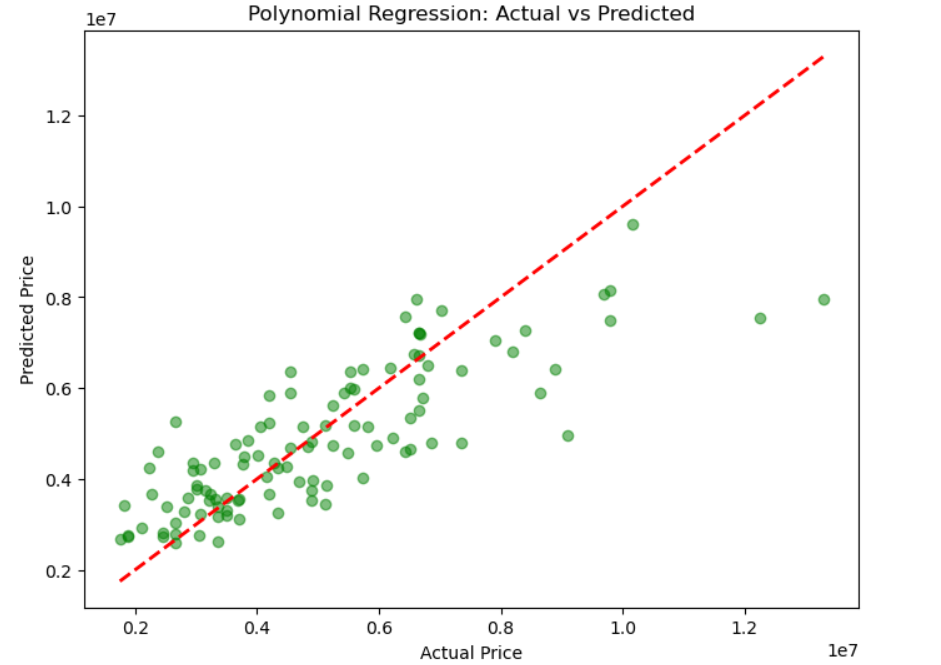 Polynomial Regression: Actual vs Predicted
1e7
1.2
1.0
0.8
0.6
0.4
0.2
Predicted Price
0.2 0.4 0.6 0.8 1.0 1.2
1e7
Actual Price